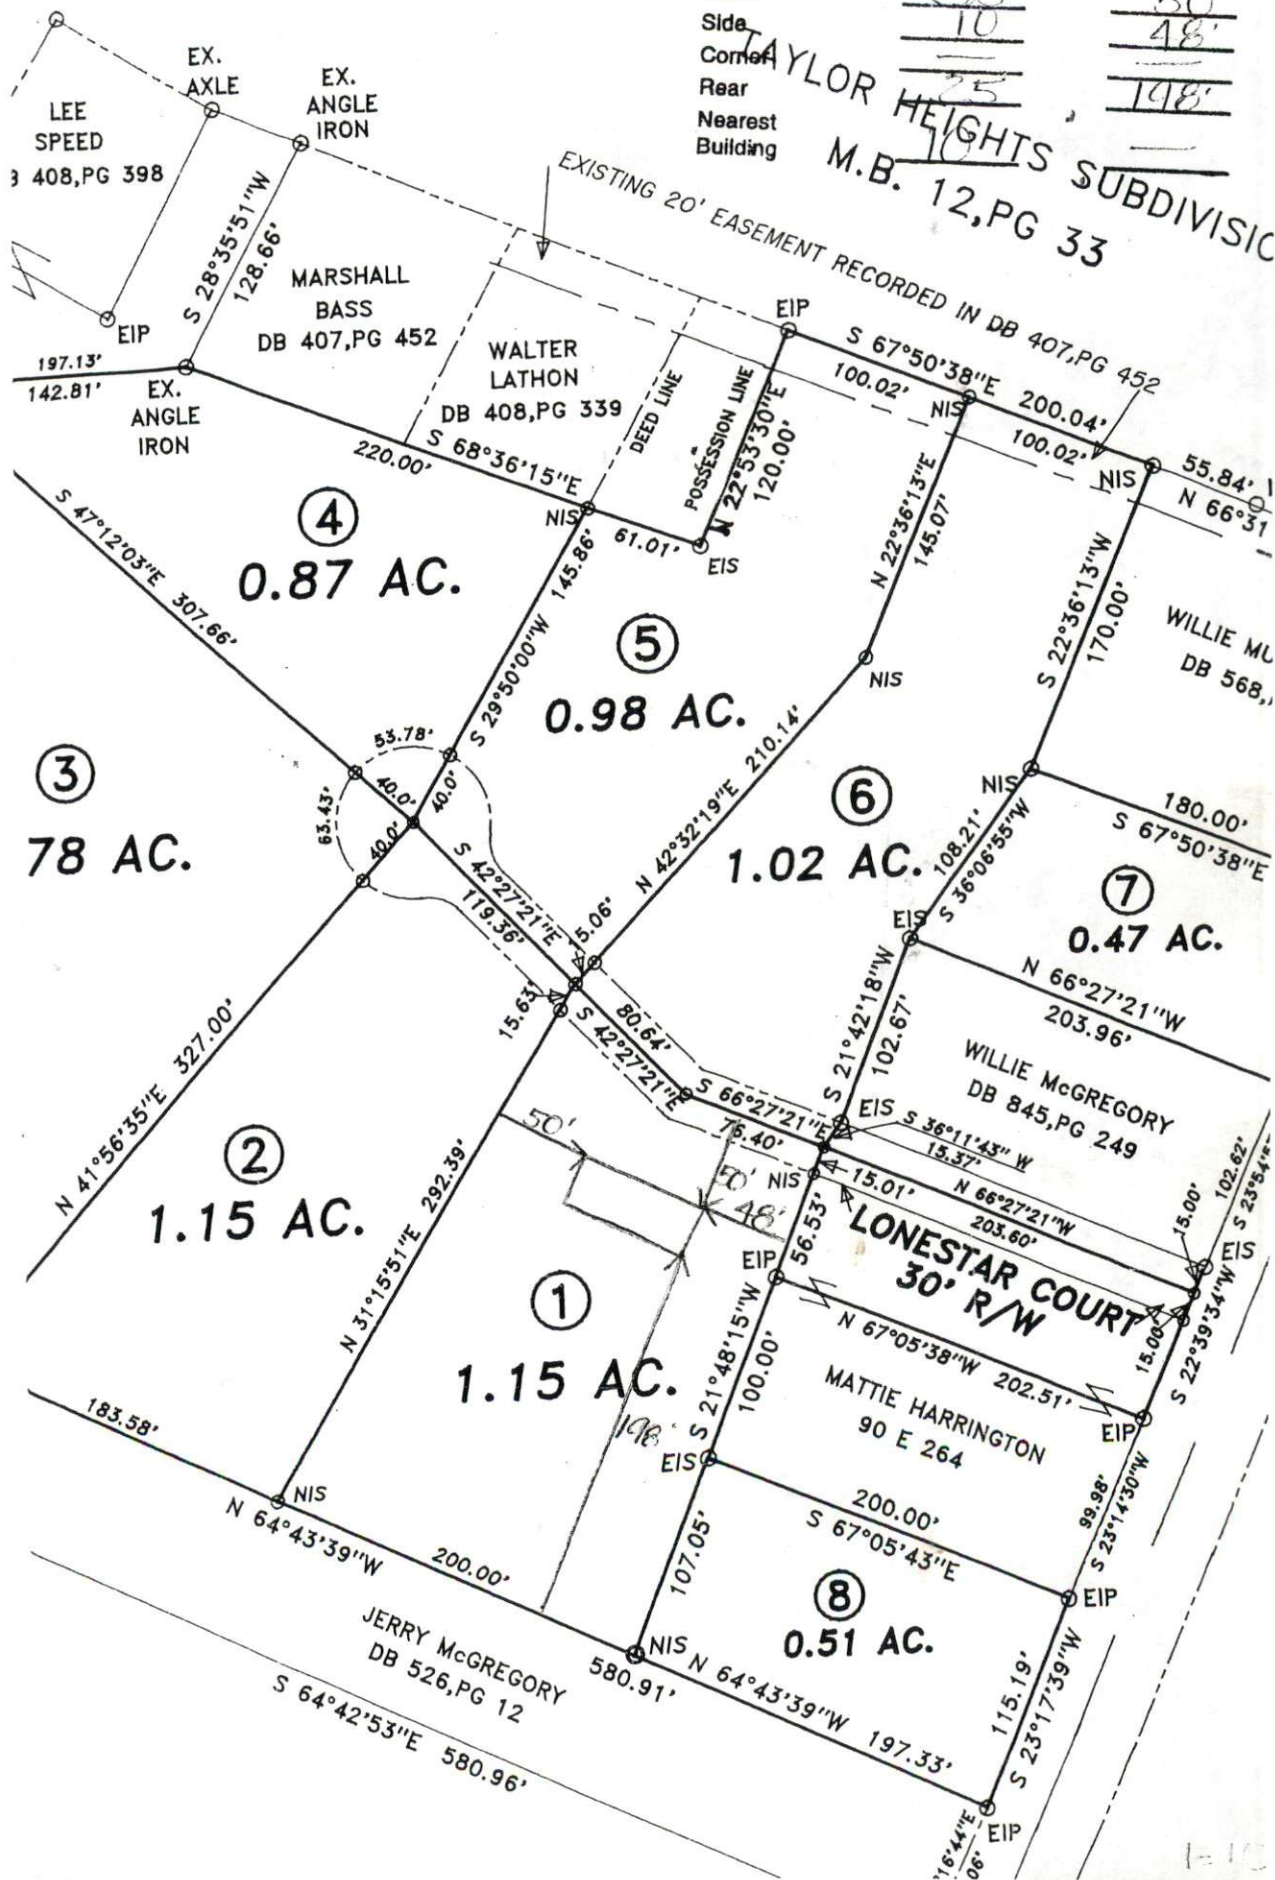 30
Side 10 48'
Corner — —
Rear 25 198'
Nearest
Building 10 —
TAYLOR HEIGHTS SUBDIVISIO
M.B. 12,PG 33
EX.
AXLE
EX.
ANGLE
IRON
LEE
SPEED
408,PG 398
EIP
S 28°35'51"W
128.66'
MARSHALL
BASS
DB 407,PG 452
EXISTING 20' EASEMENT RECORDED IN DB 407,PG 452
WALTER
LATHON
DB 408,PG 339
DEED LINE
POSSESSION LINE
EIP
N 22°53'30"E
120.00'
S 67°50'38"E 200.04'
100.02'
NIS
100.02'
NIS
55.84'
N 66°31
197.13'
142.81'
EX.
ANGLE
IRON
S 68°36'15"E
220.00'
NIS
61.01'
EIS
N 22°36'13"E
145.07'
NIS
S 22°36'13"W
170.00'
WILLIE MU
DB 568,
S 47°12'03"E 307.66'
4
0.87 AC.
S 29°50'00"W 145.86'
5
0.98 AC.
N 42°32'19"E 210.14'
3
78 AC.
53.78'
63.43'
40.0'
40.0'
40.0'
6
1.02 AC.
NIS
180.00'
S 67°50'38"E
108.21'
S 36°06'55"W
7
0.47 AC.
EIS
N 66°27'21"W
203.96'
S 42°27'21"E
119.36'
5.06'
15.63'
80.64'
S 42°27'21"E
S 21°42'18"W
102.67'
WILLIE McGREGORY
DB 845,PG 249
S 66°27'21"E
76.40'
EIS
S 36°11'43" W
15.37'
NIS
15.01'
N 66°27'21"W
203.60'
15.00'
102.62'
S 23°54'
EIS
LONESTAR COURT
30' R/W
15.00'
S 22°39'34"W
N 41°56'35"E 327.00'
2
1.15 AC.
N 31°15'51"E 292.39'
50'
50'
48'
56.53'
EIP
1
1.15 AC.
198'
S 21°48'15"W
100.00'
N 67°05'38"W 202.51'
EIP
MATTIE HARRINGTON
90 E 264
EIS
200.00'
S 67°05'43"E
99.98'
S 23°14'30"W
EIP
183.58'
NIS
N 64°43'39"W
200.00'
107.05'
8
0.51 AC.
NIS
580.91'
N 64°43'39"W 197.33'
115.19'
S 23°17'39"W
EIP
JERRY McGREGORY
DB 526,PG 12
S 64°42'53"E 580.96'
°16'44"E
06'